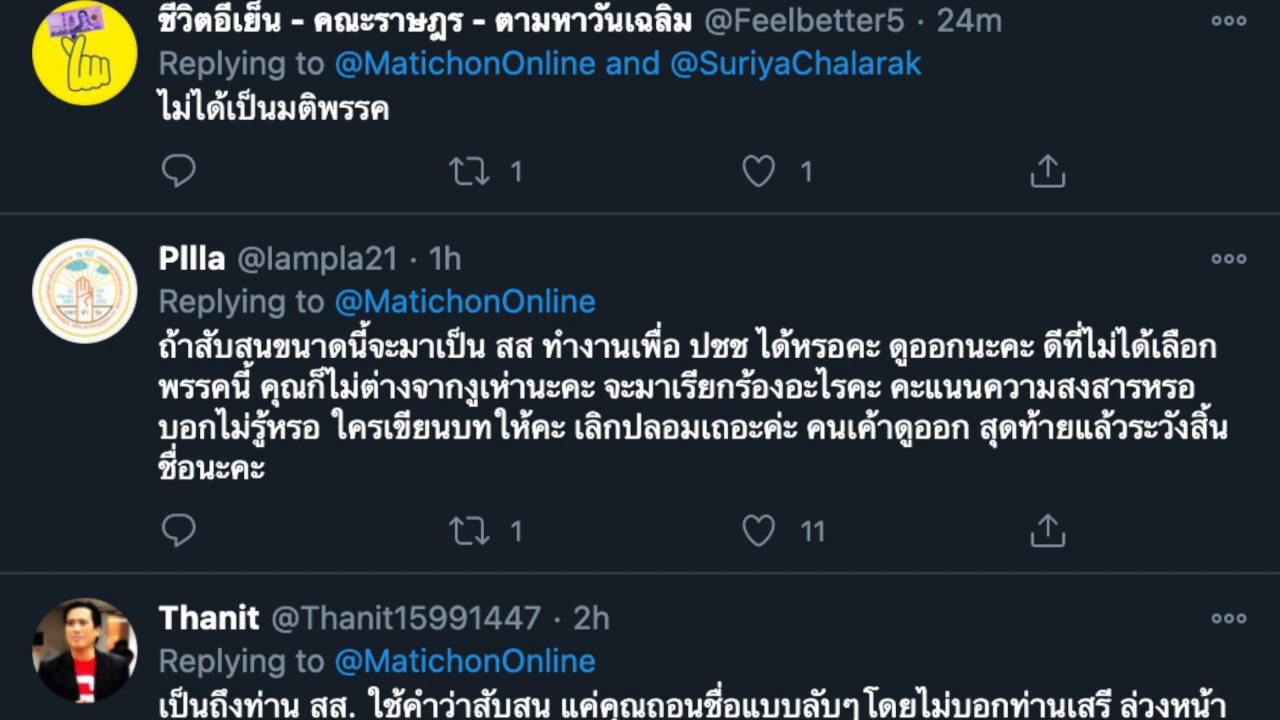 ชีวิตอีเย็น - คณะราษฎร - ตามหาวันเฉลิม @Feelbetter5 · 24m
Replying to @MatichonOnline and @SuriyaChalarak
ไม่ได้เป็นมติพรรค
1 1
Pllla @lampla21 · 1h
Replying to @MatichonOnline
ถ้าสับสนขนาดนี้จะมาเป็น สส ทำงานเพื่อ ปชช ได้หรอคะ ดูออกนะคะ ดีที่ไม่ได้เลือก
พรรคนี้ คุณก็ไม่ต่างจากงูเห่านะคะ จะมาเรียกร้องอะไรคะ คะแนนความสงสารหรอ
บอกไม่รู้หรอ ใครเขียนบทให้คะ เลิกปลอมเถอะค่ะ คนเค้าดูออก สุดท้ายแล้วระวังสิ้น
ชื่อนะคะ
1 11
Thanit @Thanit15991447 · 2h
Replying to @MatichonOnline
เป็นถึงท่าน สส. ใช้คำว่าสับสน แค่คุณถอนชื่อแบบลับๆโดยไม่บอกท่านเสรี ล่วงหน้า